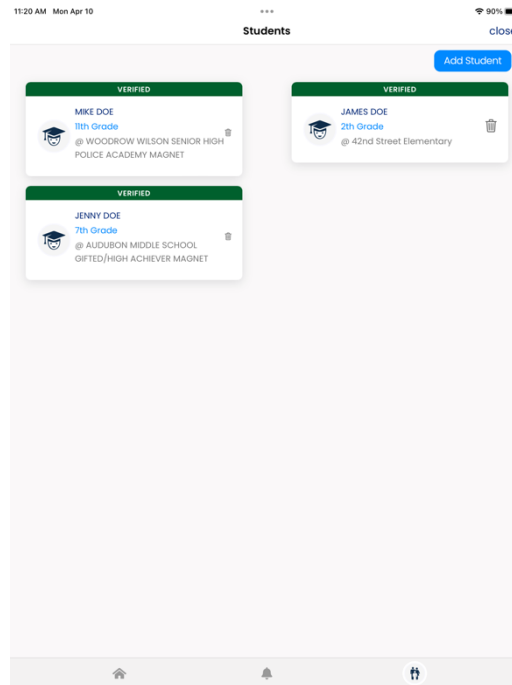 11:20 AM Mon Apr 10
90%
Students
close
Add Student
VERIFIED
MIKE DOE
11th Grade
@ WOODROW WILSON SENIOR HIGH
POLICE ACADEMY MAGNET
VERIFIED
JAMES DOE
2th Grade
@ 42nd Street Elementary
VERIFIED
JENNY DOE
7th Grade
@ AUDUBON MIDDLE SCHOOL
GIFTED/HIGH ACHIEVER MAGNET